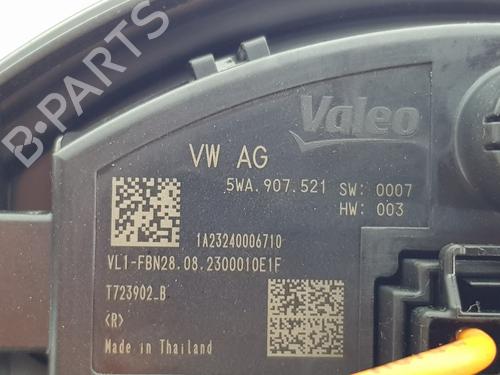 B-PARTS
Valeo
VW AG
5WA.907.521 SW: 0007
HW: 003
1A23240006710
VL1-FBN28.08.2300010E1F
T723902_B
<R>
Made in Thailand